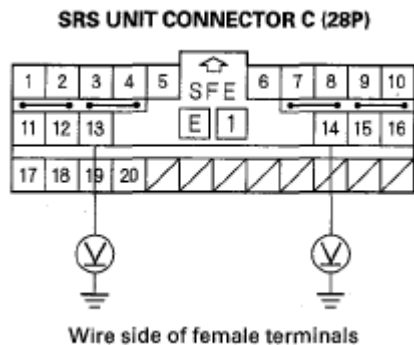 SRS UNIT CONNECTOR C (28P)
1 2 3 4 5 6 7 8 9 10
SFE
11 12 13 E 1 14 15 16
17 18 19 20
V V
Wire side of female terminals